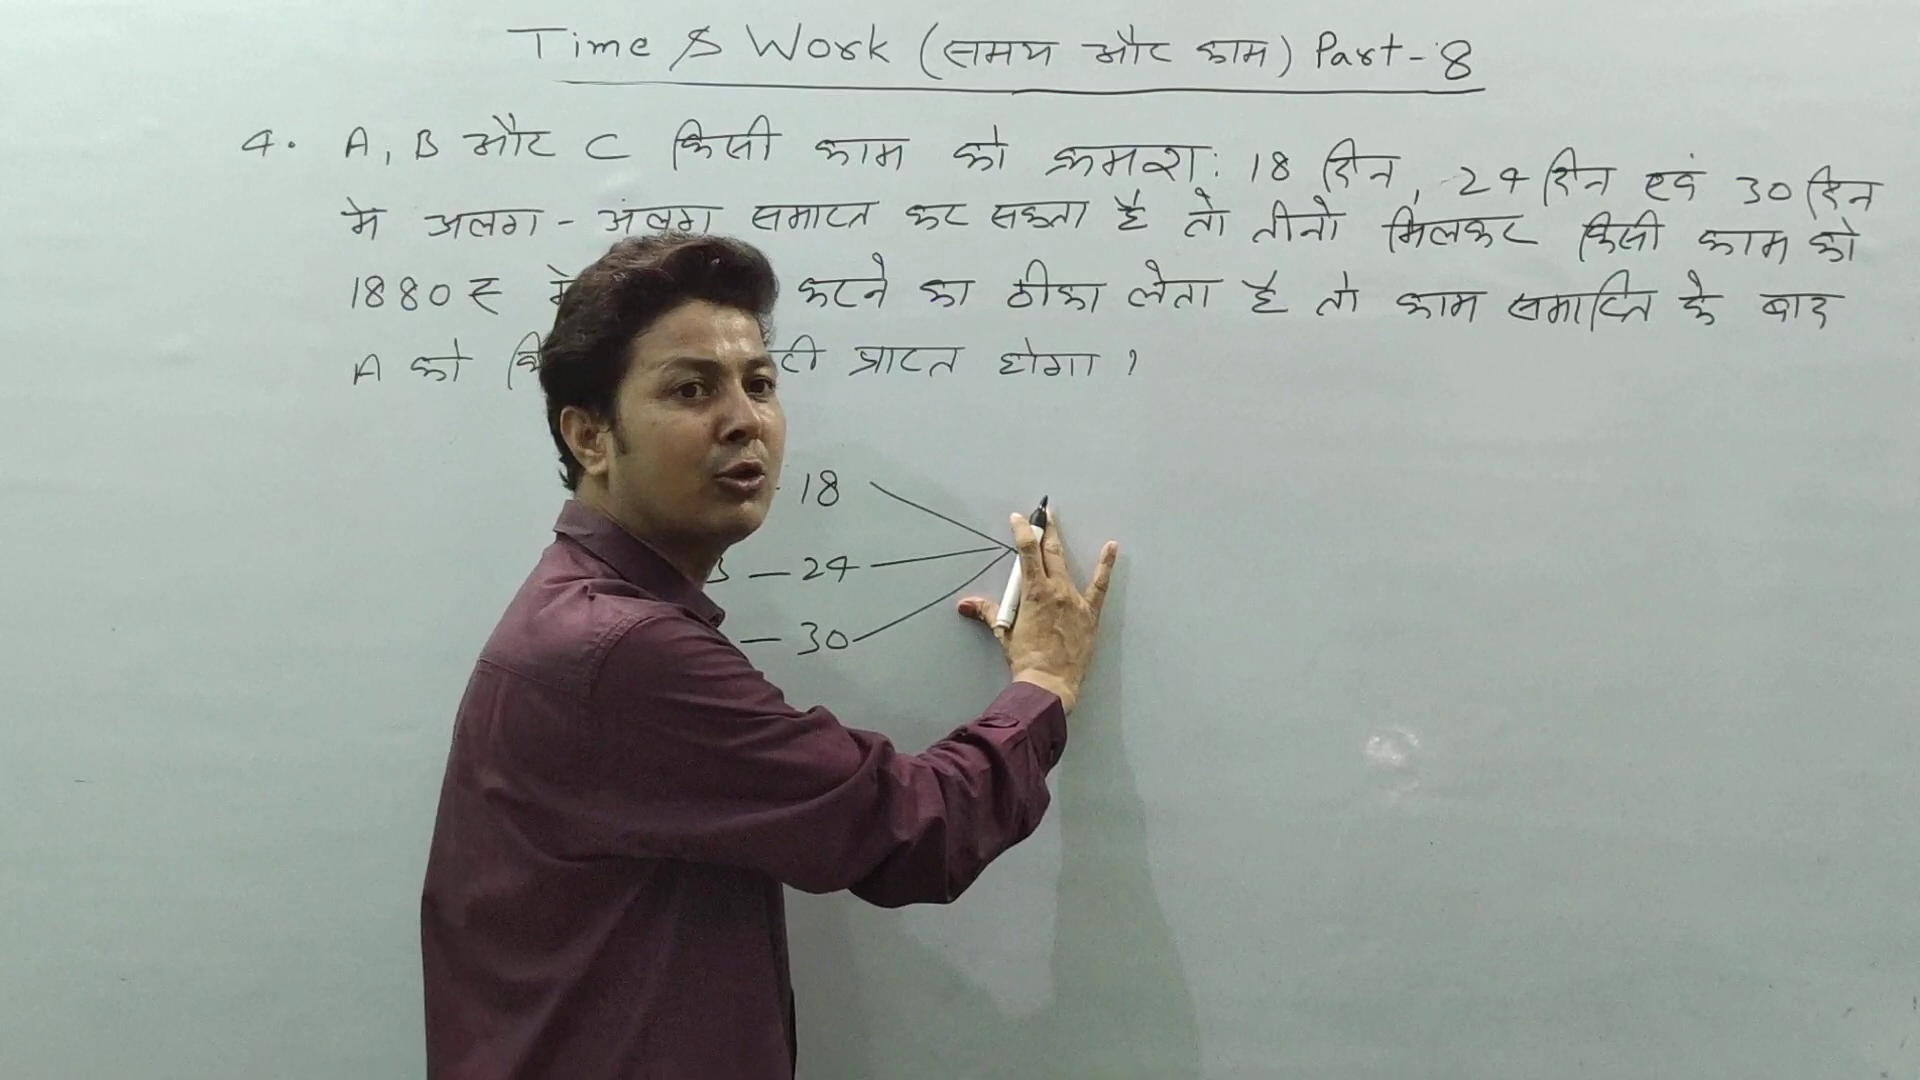 Time & Work (समय और काम) Part-8
4. A, B और C किसी काम को क्रमश: 18 दिन, 24 दिन एवं 30 दिन
मे अलग-अलग समाप्त कर सकता है तो तीनो मिलकर किसी काम को
1880₹ मे करने का ठीका लेता है तो काम समाप्ति के बाद
A को प्राप्त होगा ?
18
B — 24
— 30